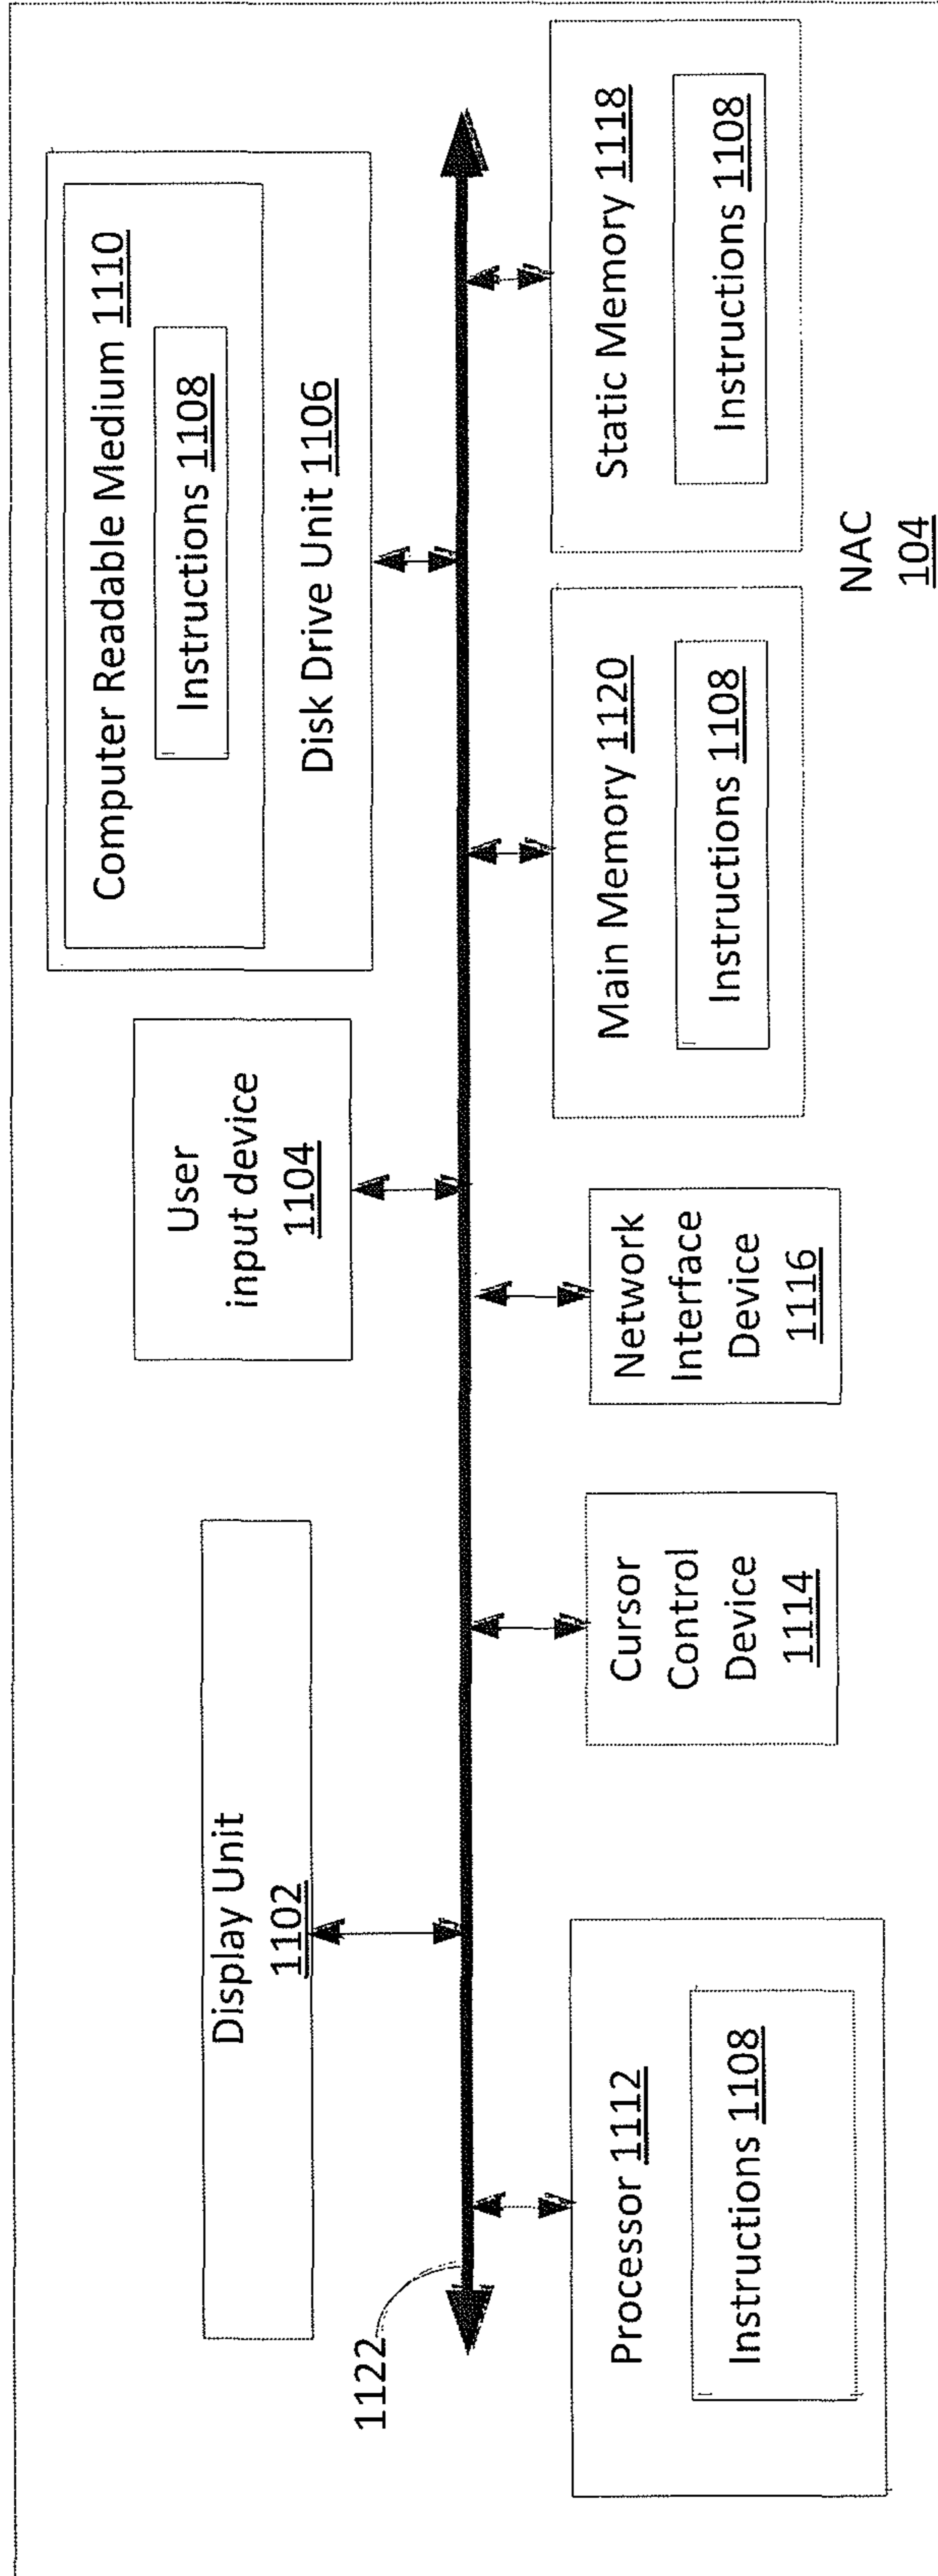 Display Unit
1102
User
input device
1104
Computer Readable Medium 1110
Instructions 1108
Disk Drive Unit 1106
1122
Processor 1112
Instructions 1108
Cursor
Control
Device
1114
Network
Interface
Device
1116
Main Memory 1120
Instructions 1108
Static Memory 1118
Instructions 1108
NAC
104